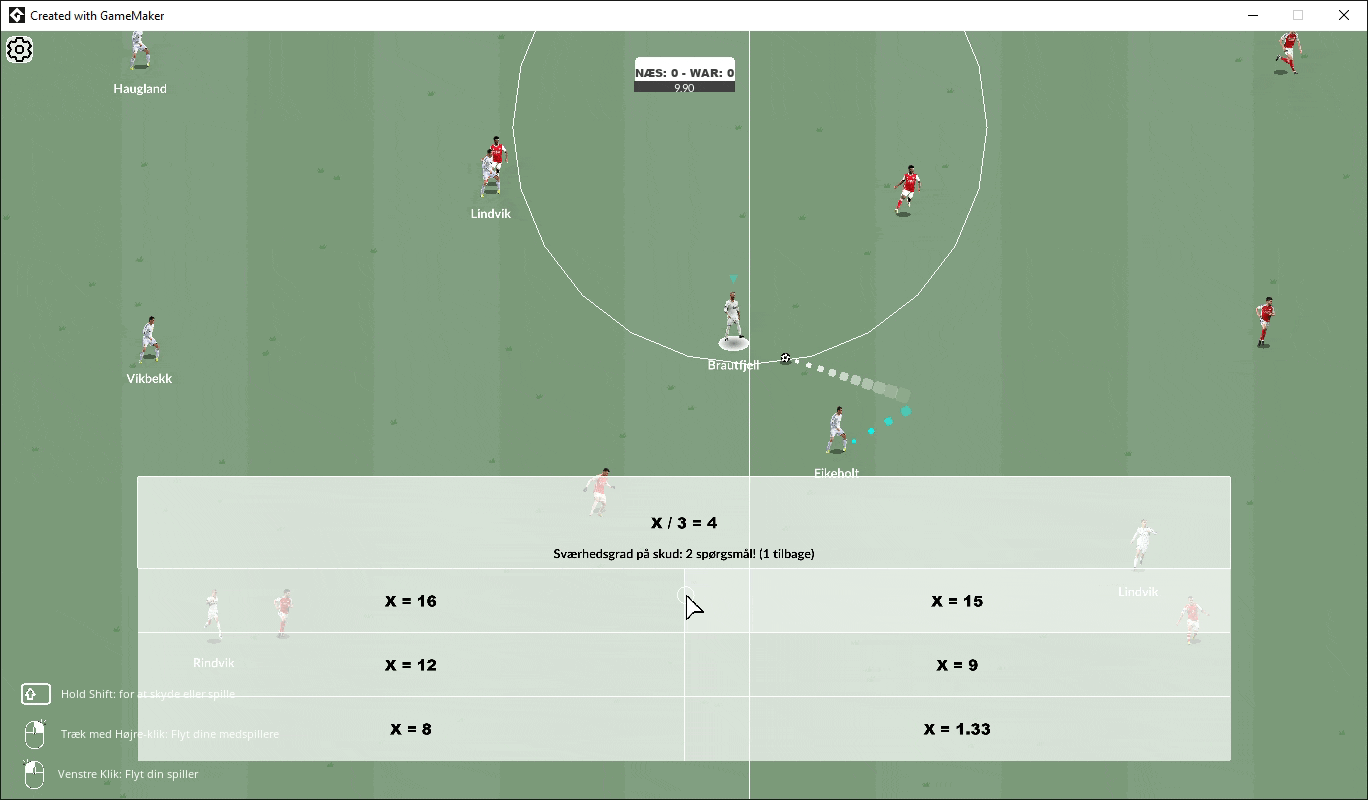 Created with GameMaker
NÆS: 0 - WAR: 0
9.90
Haugland
Lindvik
Vikbekk
Brautfjell
Eikeholt
X / 3 = 4
Sværhedsgrad på skud: 2 spørgsmål! (1 tilbage)
X = 16
X = 15
Lindvik
X = 12
X = 9
Rindvik
Hold Shift: for at skyde eller spille
X = 8
X = 1.33
Træk med Højre-klik: Flyt dine medspillere
Venstre Klik: Flyt din spiller